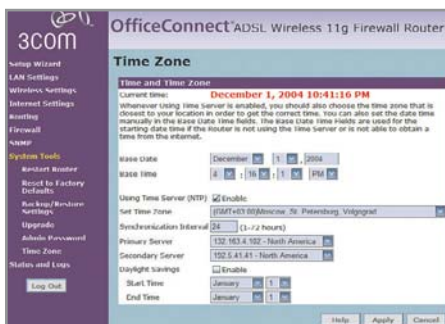 3COM
OfficeConnect ADSL Wireless 11g Firewall Router
Setup Wizard
LAN Settings
Wireless Settings
Internet Settings
Routing
Firewall
SNMP
System Tools
Restart Router
Reset to Factory
Defaults
Backup/Restore
Settings
Upgrade
Admin Password
Time Zone
Status and Logs
Log Out
Time Zone
Time and Time Zone
Current time: December 1, 2004 10:41:16 PM
Whenever Using Time Server is enabled, you should also choose the time zone that is
closest to your location in order to get the correct time. You can also set the date time
manually in the Base Date Time fields. The Base Date Time Fields are used for the
starting date time if the Router is not using the Time Server or is not able to obtain a
time from the internet.
Base Date December 1 , 2004
Base Time 4 : 16 : 1 PM
Using Time Server (NTP) Enable
Set Time Zone (GMT+03:00)Moscow, St. Petersburg, Volgograd
Synchronization Interval 24 (1-72 hours)
Primary Server 132.163.4.102 - North America
Secondary Server 192.5.41.41 - North America
Daylight Savings Enable
Start Time January 1
End Time January 1
Help Apply Cancel